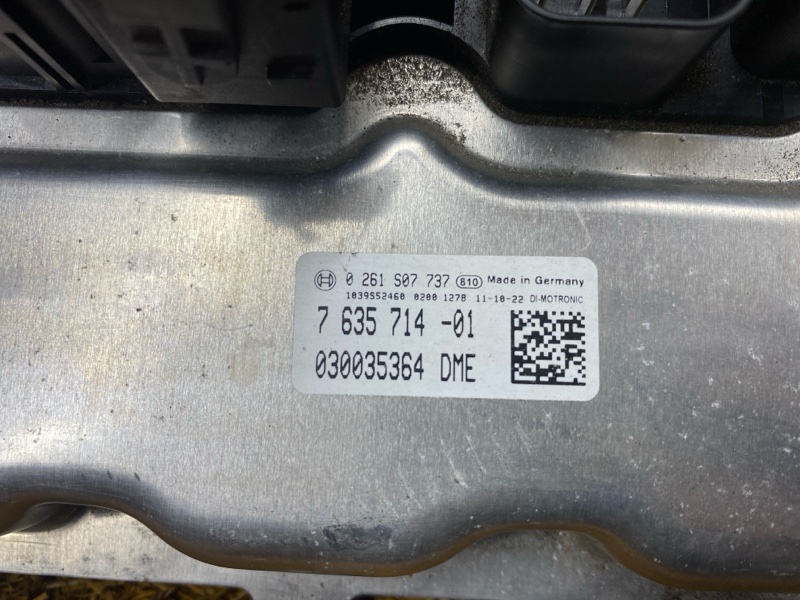 0 261 S07 737 810 Made in Germany
1039S52460 0200 127B 11-10-22 DI-MOTRONIC
7 635 714 -01
030035364 DME